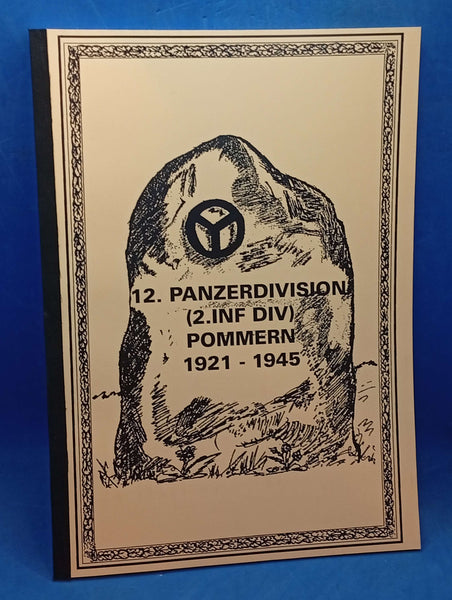 12. PANZERDIVISION
(2.INF DIV)
POMMERN
1921 - 1945